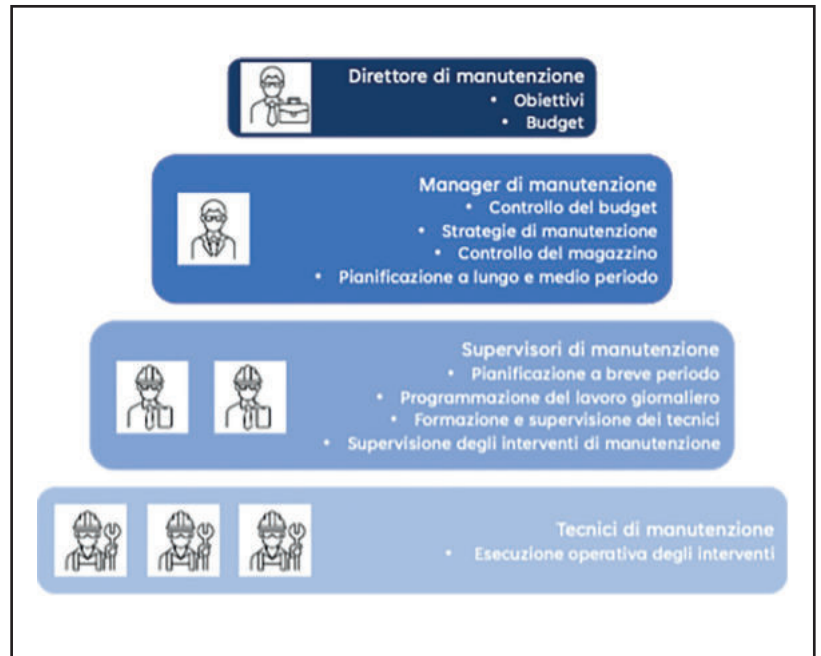 Direttore di manutenzione
• Obiettivi
• Budget
Manager di manutenzione
• Controllo del budget
• Strategie di manutenzione
• Controllo del magazzino
• Pianificazione a lungo e medio periodo
Supervisori di manutenzione
• Pianificazione a breve periodo
• Programmazione del lavoro giornaliero
• Formazione e supervisione dei tecnici
• Supervisione degli interventi di manutenzione
Tecnici di manutenzione
• Esecuzione operativa degli interventi